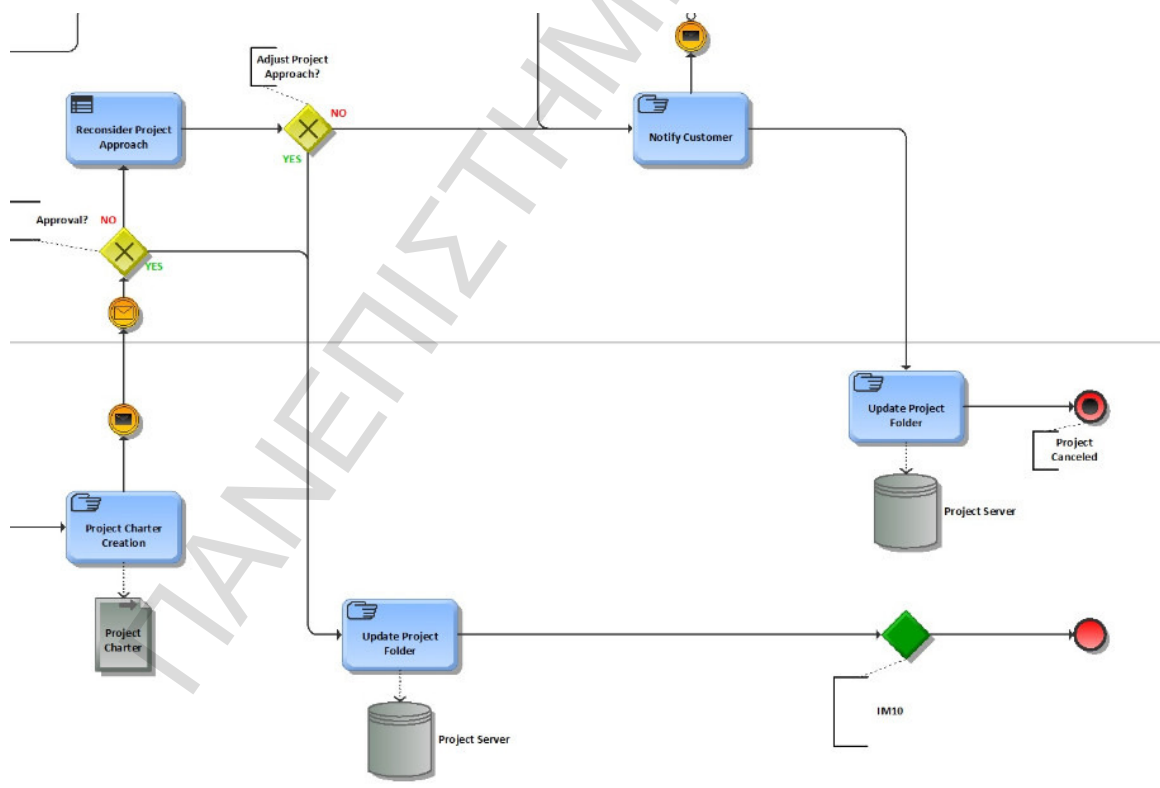 Adjust Project
Approach?
Reconsider Project
Approach
NO
YES
Notify Customer
Approval?
NO
YES
Update Project
Folder
Project
Canceled
Project Server
Project Charter
Creation
Project
Charter
Update Project
Folder
IM10
Project Server
ΠΑΝΕΠΙΣΤΗΜ